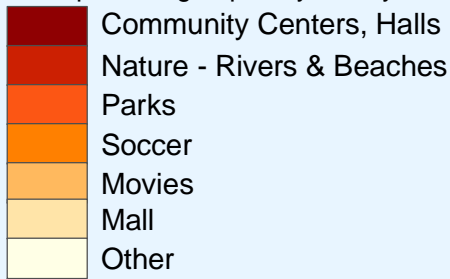 Community Centers, Halls
Nature - Rivers & Beaches
Parks
Soccer
Movies
Mall
Other